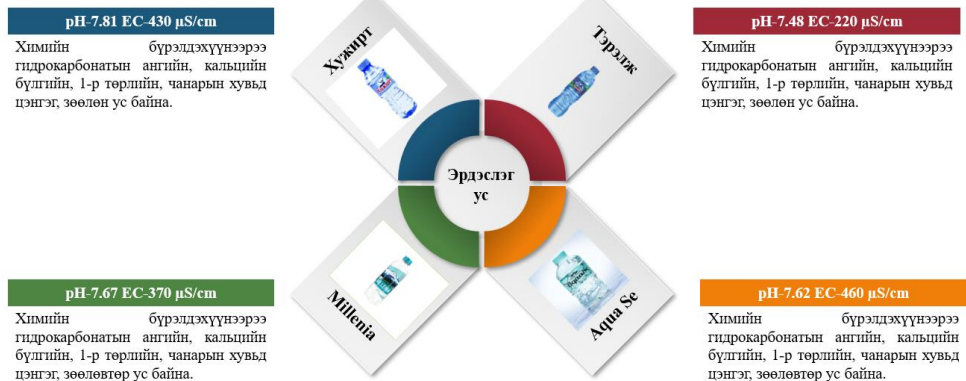 pH-7.81 EC-430 µS/cm
Химийн бүрэлдэхүүнээрээ
гидрокарбонатын ангийн, кальцийн
бүлгийн, 1-р төрлийн, чанарын хувьд
цэнгэг, зөөлөн ус байна.
Хужирт
Тэрэлж
pH-7.48 EC-220 µS/cm
Химийн бүрэлдэхүүнээрээ
гидрокарбонатын ангийн, кальцийн
бүлгийн, 1-р төрлийн, чанарын хувьд
цэнгэг, зөөлөн ус байна.
Эрдэслэг
ус
pH-7.67 EC-370 µS/cm
Химийн бүрэлдэхүүнээрээ
гидрокарбонатын ангийн, кальцийн
бүлгийн, 1-р төрлийн, чанарын хувьд
цэнгэг, зөөлөвтөр ус байна.
Millenia
Aqua Se
pH-7.62 EC-460 µS/cm
Химийн бүрэлдэхүүнээрээ
гидрокарбонатын ангийн, кальцийн
бүлгийн, 1-р төрлийн, чанарын хувьд
цэнгэг, зөөлөвтөр ус байна.